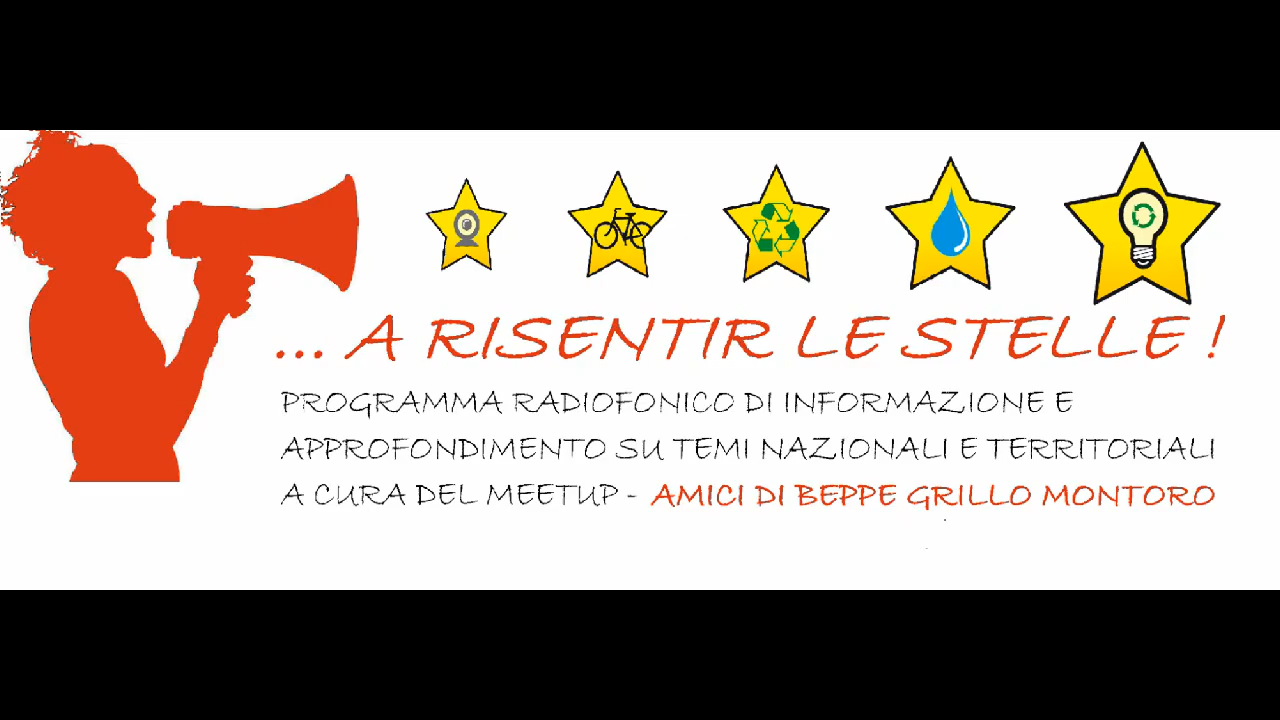 ... A RISENTIR LE STELLE !
PROGRAMMA RADIOFONICO DI INFORMAZIONE E
APPROFONDIMENTO SU TEMI NAZIONALI E TERRITORIALI
A CURA DEL MEETUP - AMICI DI BEPPE GRILLO MONTORO